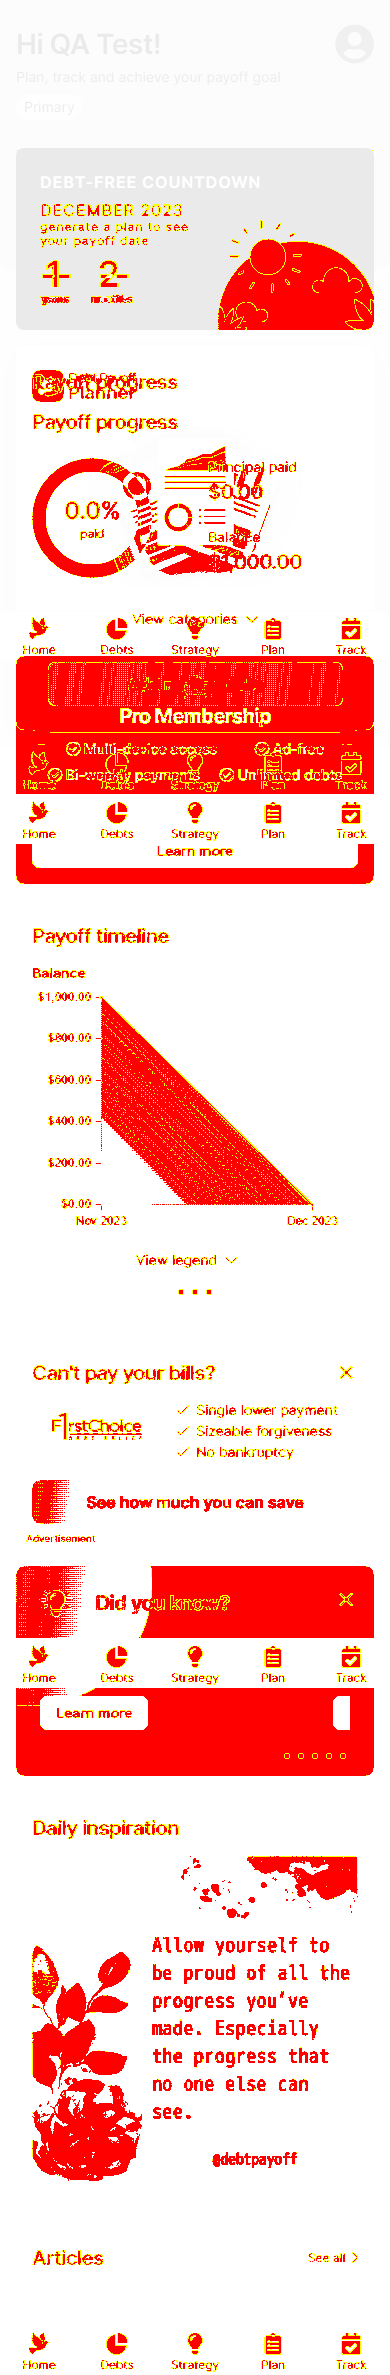 Hi QA Test!
Plan, track and achieve your payoff goal
Primary
DEBT-FREE COUNTDOWN
DECEMBER 2023
generate a plan to see
your payoff date
1 2
years months
Payoff progress
Planner
Payoff progress
Principal paid
0.0%
$0.00
paid
Balance
$1,000.00
View categories
Home Debts Strategy Plan Track
Pro Membership
Multi-device access Ad-free
Bi-weekly payments Unlimited debts
Home Debts Strategy Plan Track
Home Debts Strategy Plan Track
Learn more
Payoff timeline
Balance
$1,000.00
$800.00
$600.00
$400.00
$200.00
$0.00
Nov 2023 Dec 2023
View legend
Can't pay your bills?
F1rstChoice
Single lower payment
Sizeable forgiveness
No bankruptcy
See how much you can save
Advertisement
Did you know?
Home Debts Strategy Plan Track
Learn more
Daily inspiration
Allow yourself to
be proud of all the
progress you've
made. Especially
the progress that
no one else can
see.
@debtpayoff
Articles See all
Home Debts Strategy Plan Track